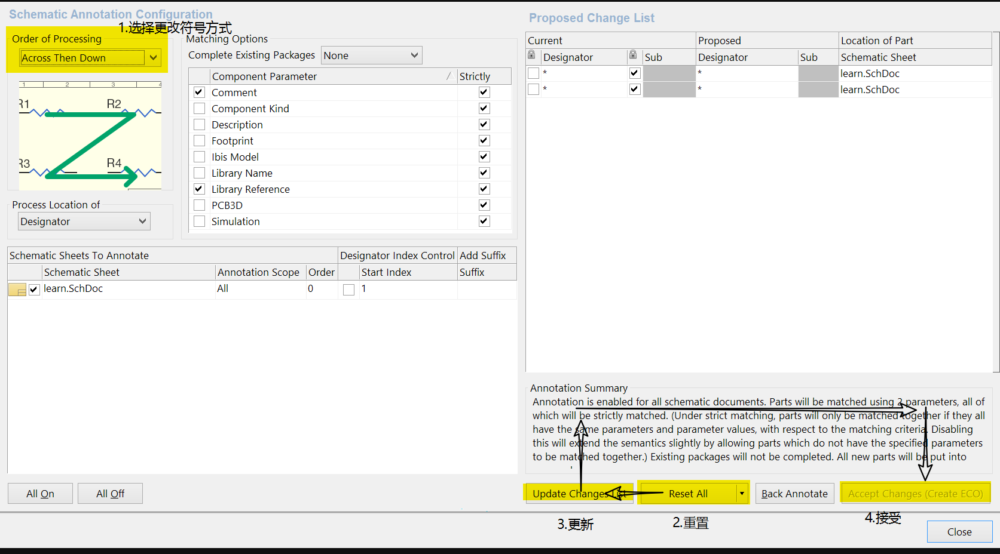 Schematic Annotation Configuration
1.选择更改符号方式
Order of Processing
Across Then Down
1 2 3 4
R1 R2
R3 R4
Process Location of
Designator
Matching Options
Complete Existing Packages None
Component Parameter Strictly
Comment
Component Kind
Description
Footprint
Ibis Model
Library Name
Library Reference
PCB3D
Simulation
Schematic Sheets To Annotate Designator Index Control Add Suffix
Schematic Sheet Annotation Scope Order Start Index Suffix
learn.SchDoc All 0 1
All On All Off
Proposed Change List
Current Proposed Location of Part
Designator Sub Designator Sub Schematic Sheet
* * learn.SchDoc
* * learn.SchDoc
Annotation Summary
Annotation is enabled for all schematic documents. Parts will be matched using 2 parameters, all of
which will be strictly matched. (Under strict matching, parts will only be matched together if they all
have the same parameters and parameter values, with respect to the matching criteria. Disabling
this will extend the semantics slightly by allowing parts which do not have the specified parameters
to be matched together.) Existing packages will not be completed. All new parts will be put into
Update Changes List Reset All Back Annotate Accept Changes (Create ECO)
3.更新 2.重置 4.接受
Close